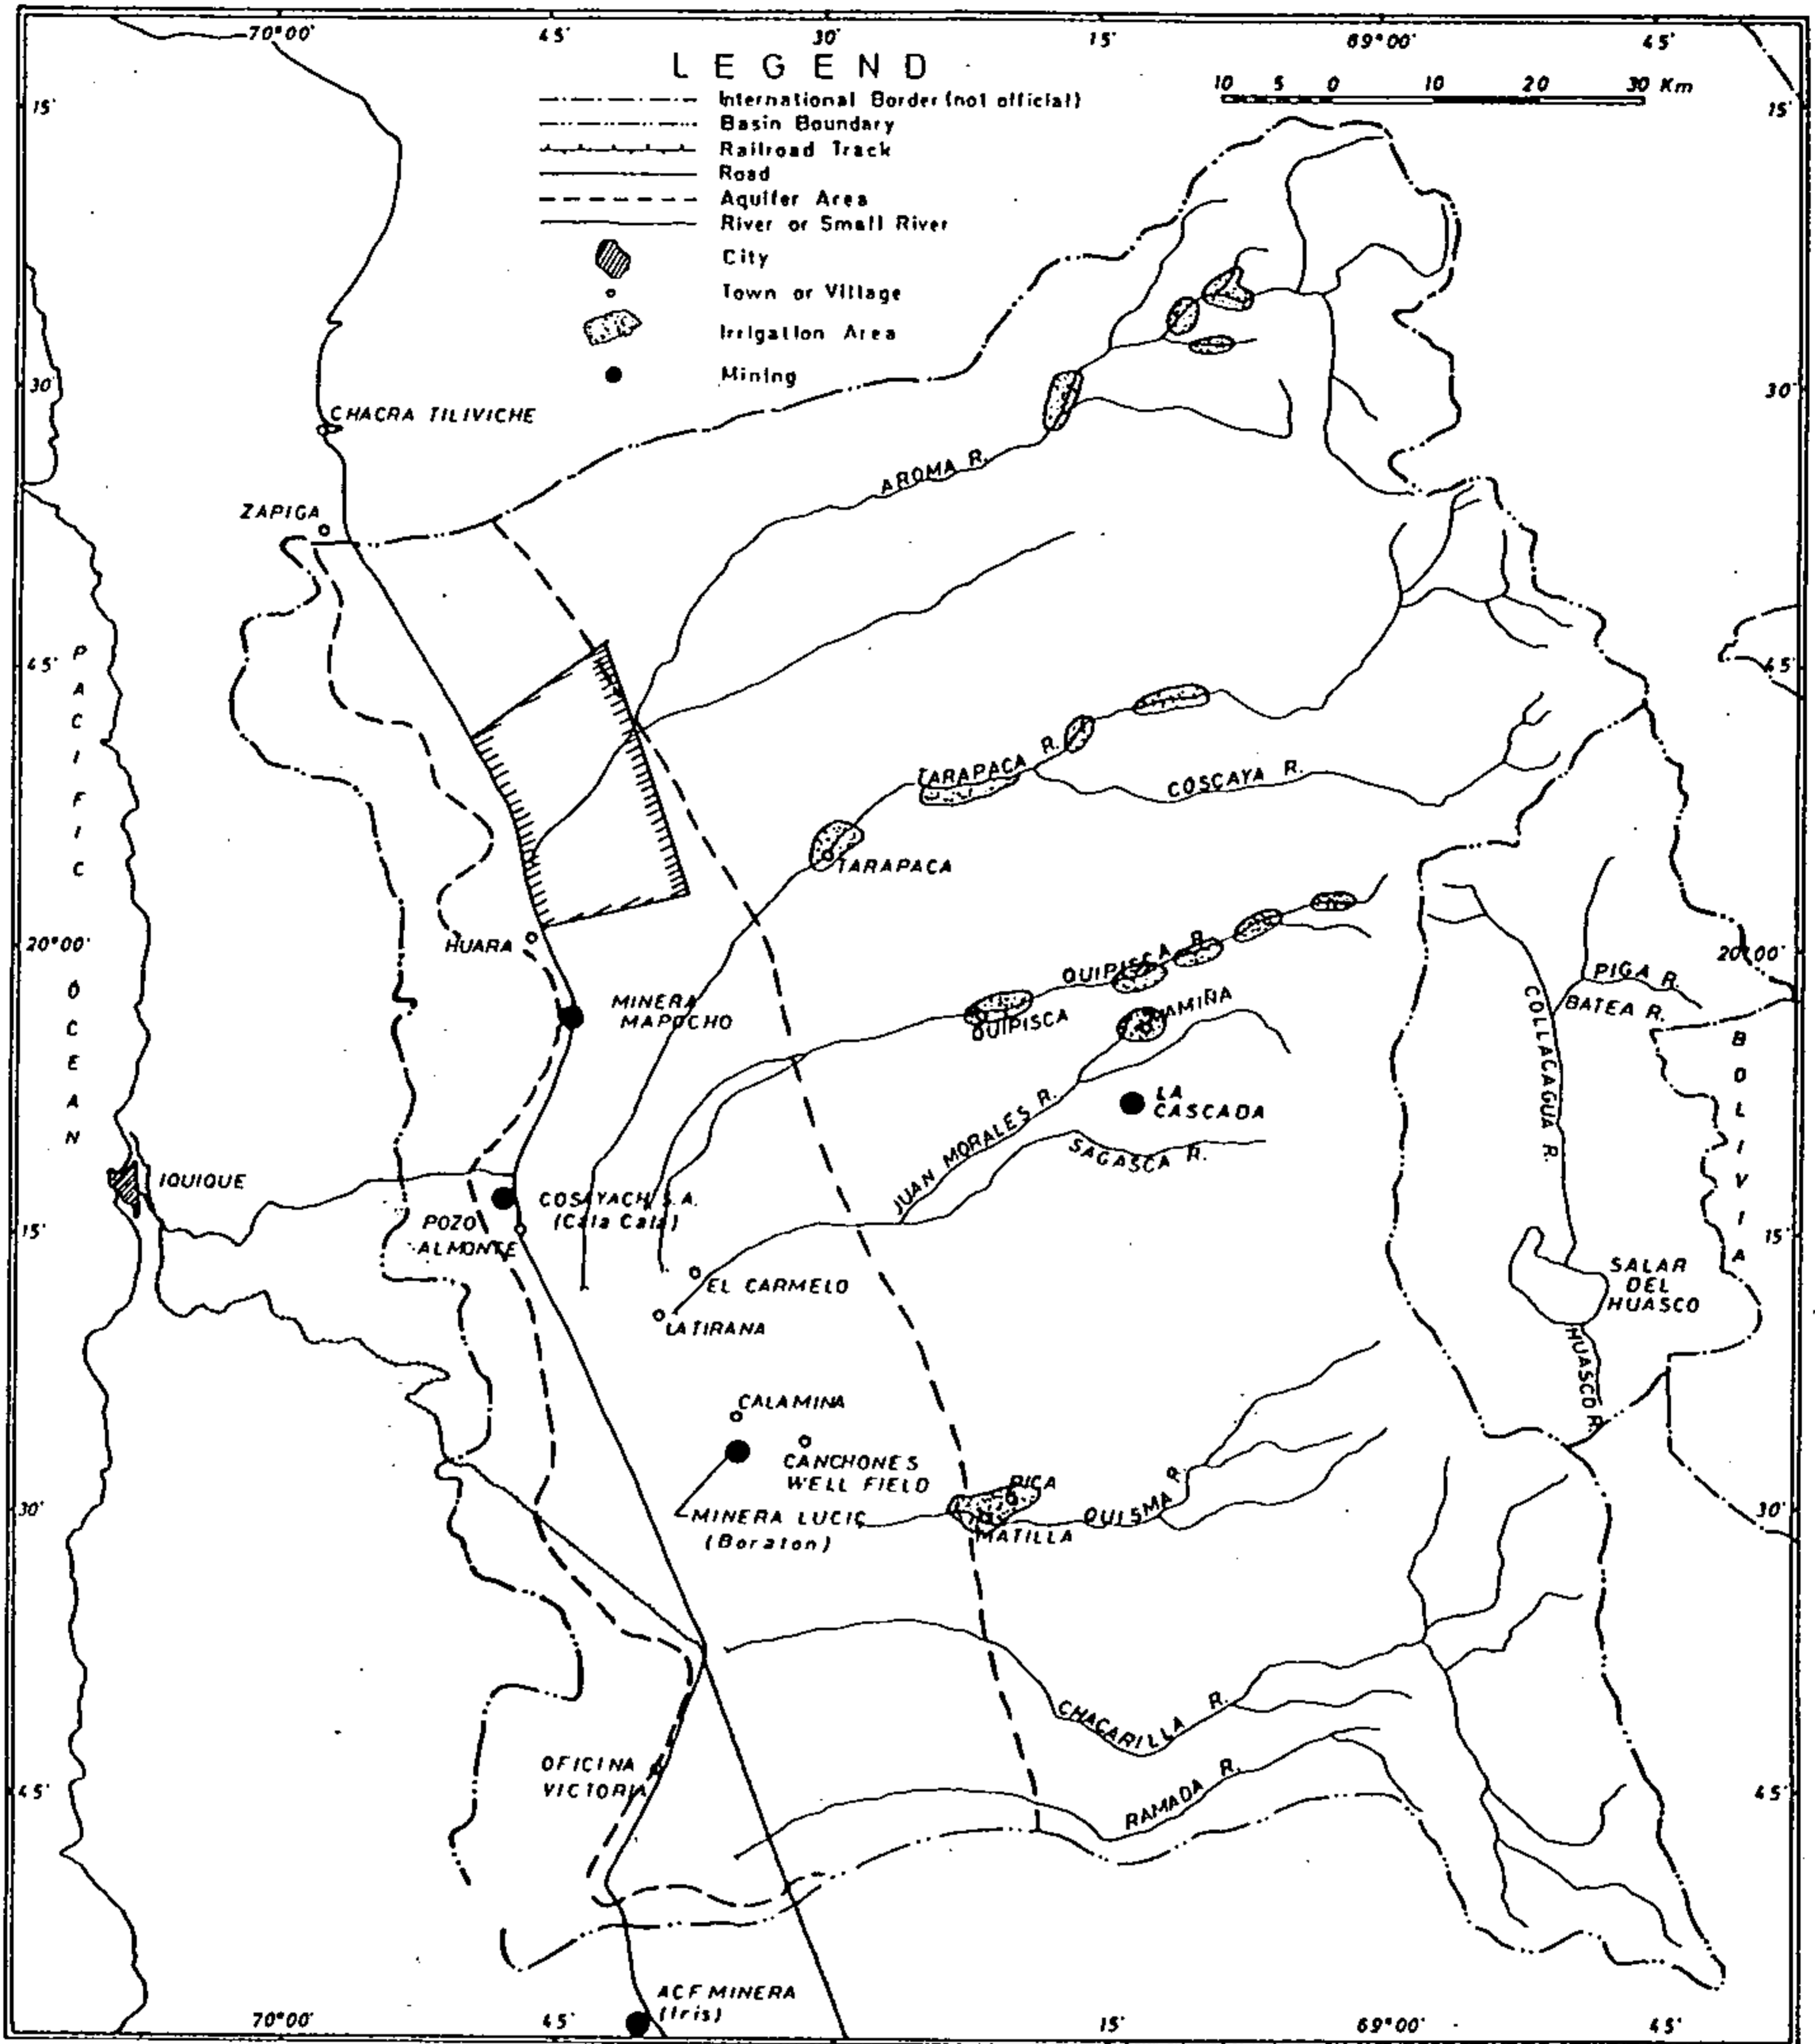 70°00'
45'
30'
15'
69°00'
45'
LEGEND
International Border (not official)
Basin Boundary
Railroad Track
Road
Aquifer Area
River or Small River
City
Town or Village
Irrigation Area
Mining
10 5 0 10 20 30 Km
15'
15'
30'
30'
CHACRA TILIVICHE
AROMA R.
ZAPIGA
45'
45'
PACIFIC OCEAN
TARAPACA R.
COSCAYA R.
TARAPACA
HUARA
20°00'
20°00'
QUIPISCA R.
PIGA R.
BATEA R.
COLLACAGUA R.
BOLIVIA
MINERA
MAPOCHO
QUIPISCA
MAMIÑA
LA
CASCADA
JUAN MORALES R.
SAGASCA R.
IQUIQUE
COSAYACH S.A.
(Cala Cala)
POZO
ALMONTE
15'
15'
EL CARMELO
LA TIRANA
SALAR
DEL
HUASCO
HUASCO R.
CALAMINA
CANCHONES
WELL FIELD
PICA
QUISMA R.
MATILLA
MINERA LUCIC
(Boraton)
30'
30'
CHACARILLA R.
RAMADA R.
OFICINA
VICTORIA
45'
45'
ACF MINERA
(Iris)
70°00'
45'
15'
69°00'
45'